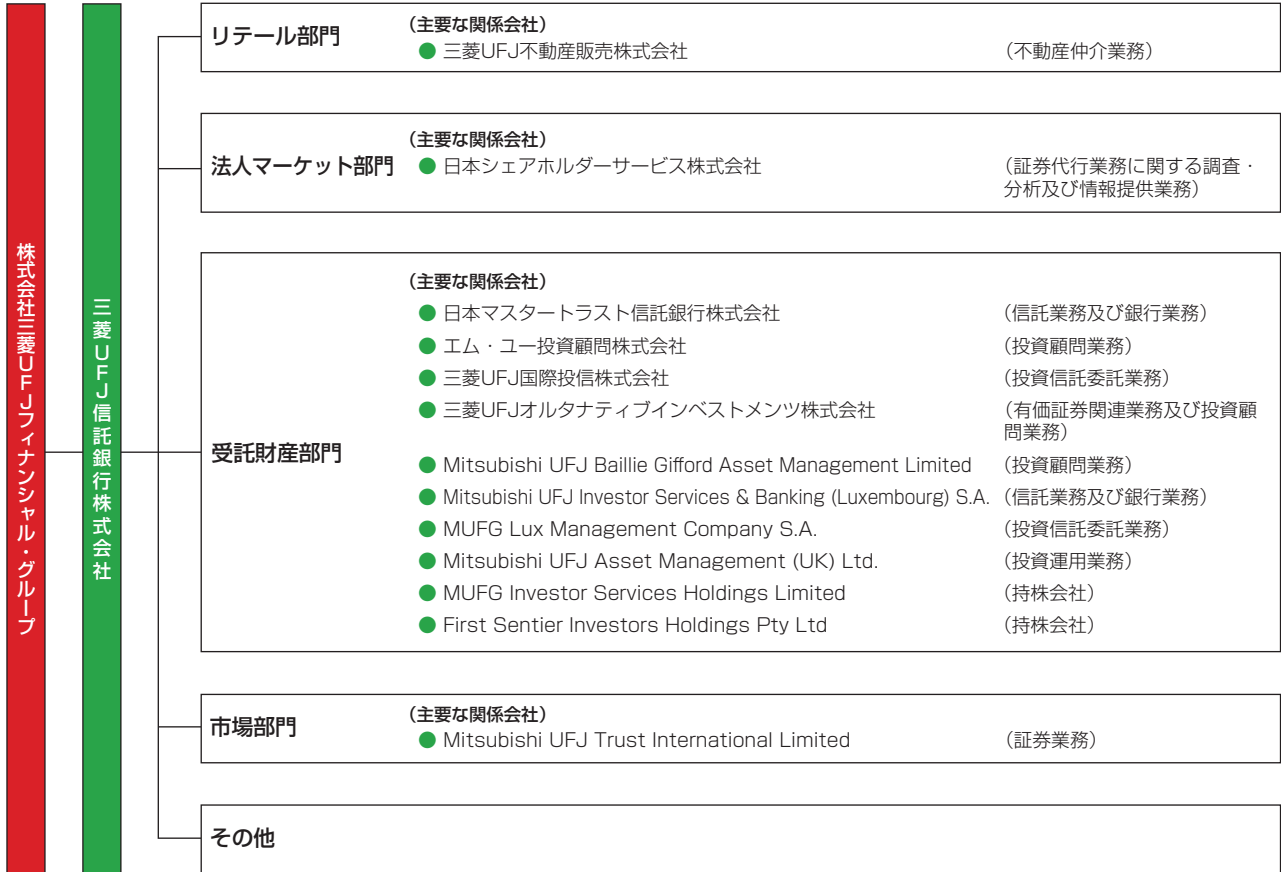 株式会社三菱UFJフィナンシャル・グループ
三菱UFJ信託銀行株式会社
リテール部門
(主要な関係会社)
● 三菱UFJ不動産販売株式会社 (不動産仲介業務)
法人マーケット部門
(主要な関係会社)
● 日本シェアホルダーサービス株式会社 (証券代行業務に関する調査・
分析及び情報提供業務)
受託財産部門
(主要な関係会社)
● 日本マスタートラスト信託銀行株式会社 (信託業務及び銀行業務)
● エム・ユー投資顧問株式会社 (投資顧問業務)
● 三菱UFJ国際投信株式会社 (投資信託委託業務)
● 三菱UFJオルタナティブインベストメンツ株式会社 (有価証券関連業務及び投資顧
問業務)
● Mitsubishi UFJ Baillie Gifford Asset Management Limited (投資顧問業務)
● Mitsubishi UFJ Investor Services & Banking (Luxembourg) S.A. (信託業務及び銀行業務)
● MUFG Lux Management Company S.A. (投資信託委託業務)
● Mitsubishi UFJ Asset Management (UK) Ltd. (投資運用業務)
● MUFG Investor Services Holdings Limited (持株会社)
● First Sentier Investors Holdings Pty Ltd (持株会社)
市場部門
(主要な関係会社)
● Mitsubishi UFJ Trust International Limited (証券業務)
その他